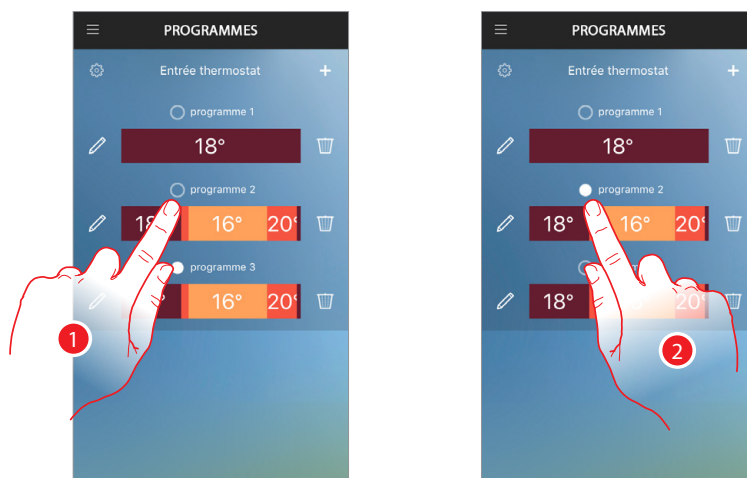 PROGRAMMES
Entrée thermostat
programme 1
18°
programme 2
16° 20°
programme 3
16° 20°
1
PROGRAMMES
Entrée thermostat
programme 1
18°
programme 2
18° 16° 20°
18° 20°
2